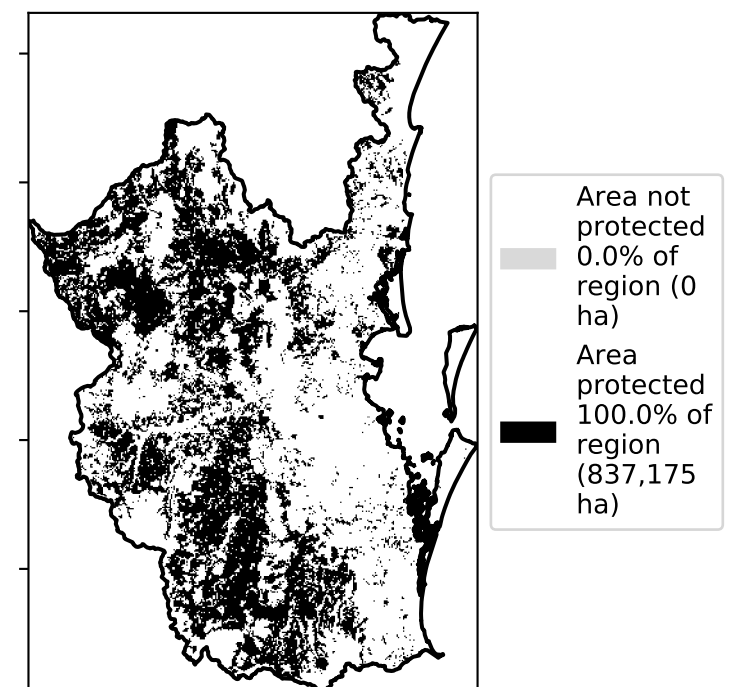 Area not
protected
0.0% of
region (0
ha)
Area
protected
100.0% of
region
(837,175
ha)